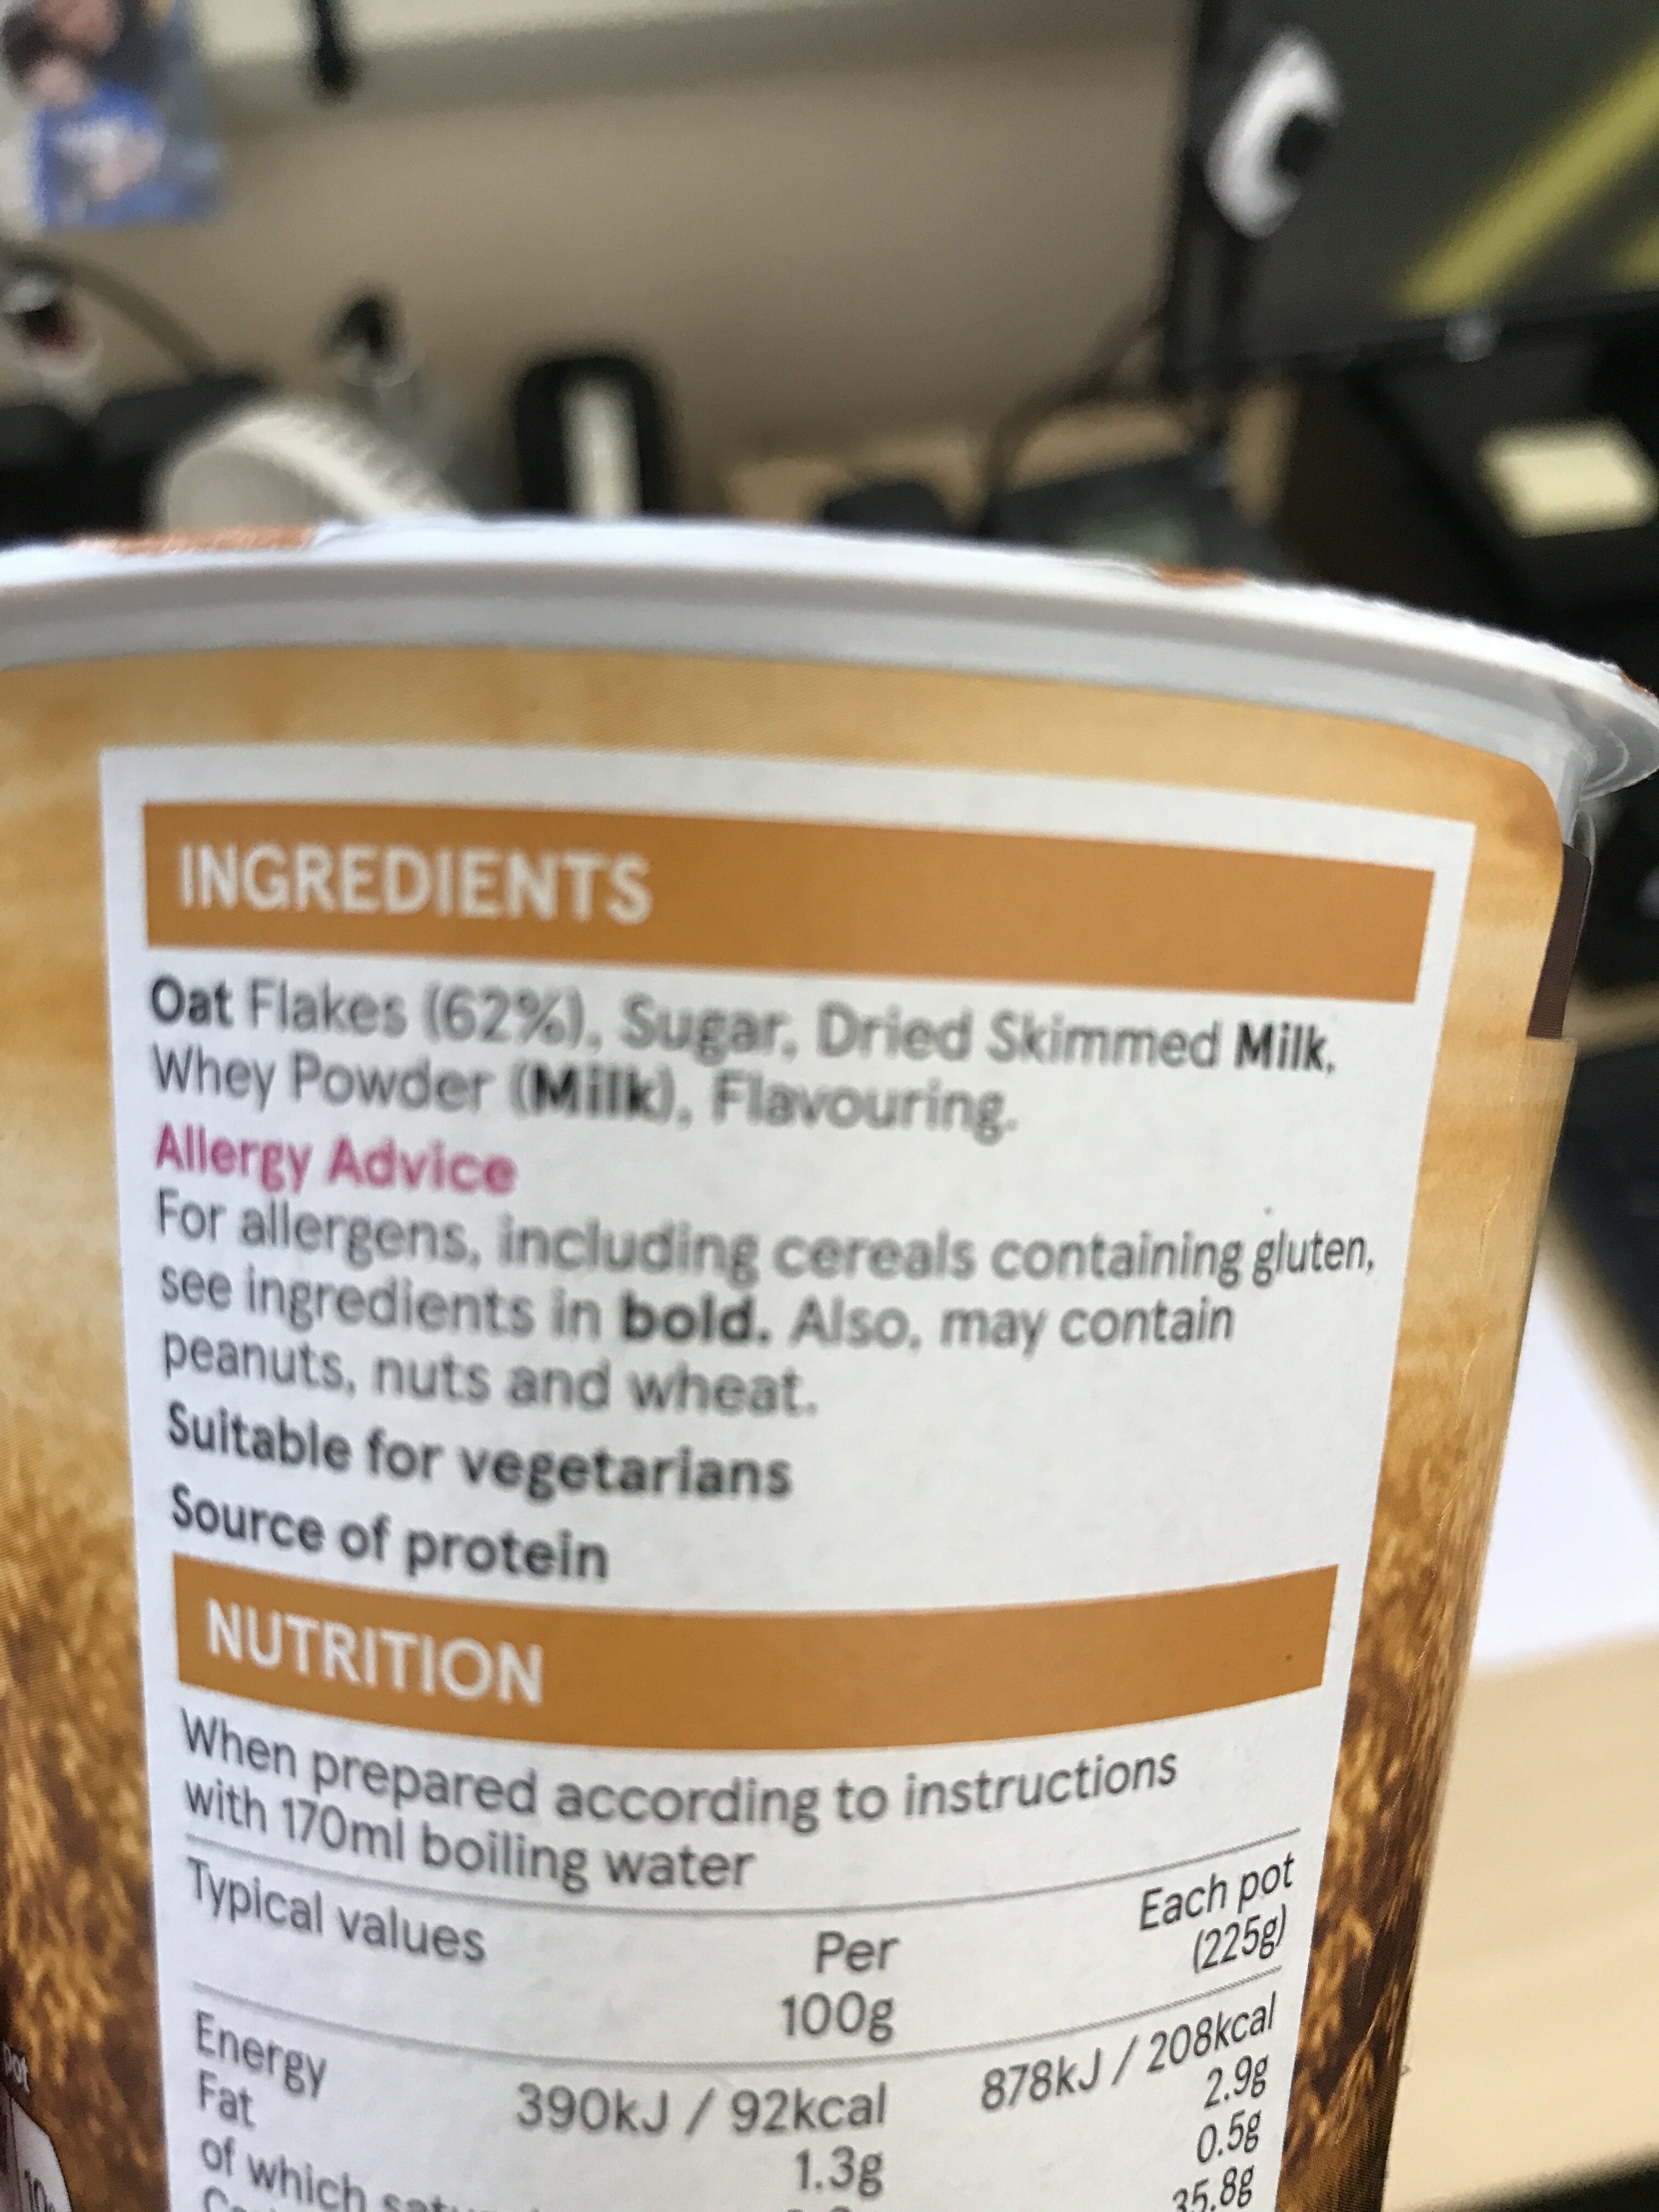 INGREDIENTS
Oat Flakes (62%), Sugar, Dried Skimmed Milk,
Whey Powder (Milk), Flavouring.
Allergy Advice
For allergens, including cereals containing gluten,
see ingredients in bold. Also, may contain
peanuts, nuts and wheat.
Suitable for vegetarians
Source of protein
NUTRITION
When prepared according to instructions
with 170ml boiling water
Typical values Per Each pot
100g (225g)
Energy 390kJ / 92kcal 878kJ / 208kcal
Fat 1.3g 2.9g
of which 0.5g
35.8g
pot